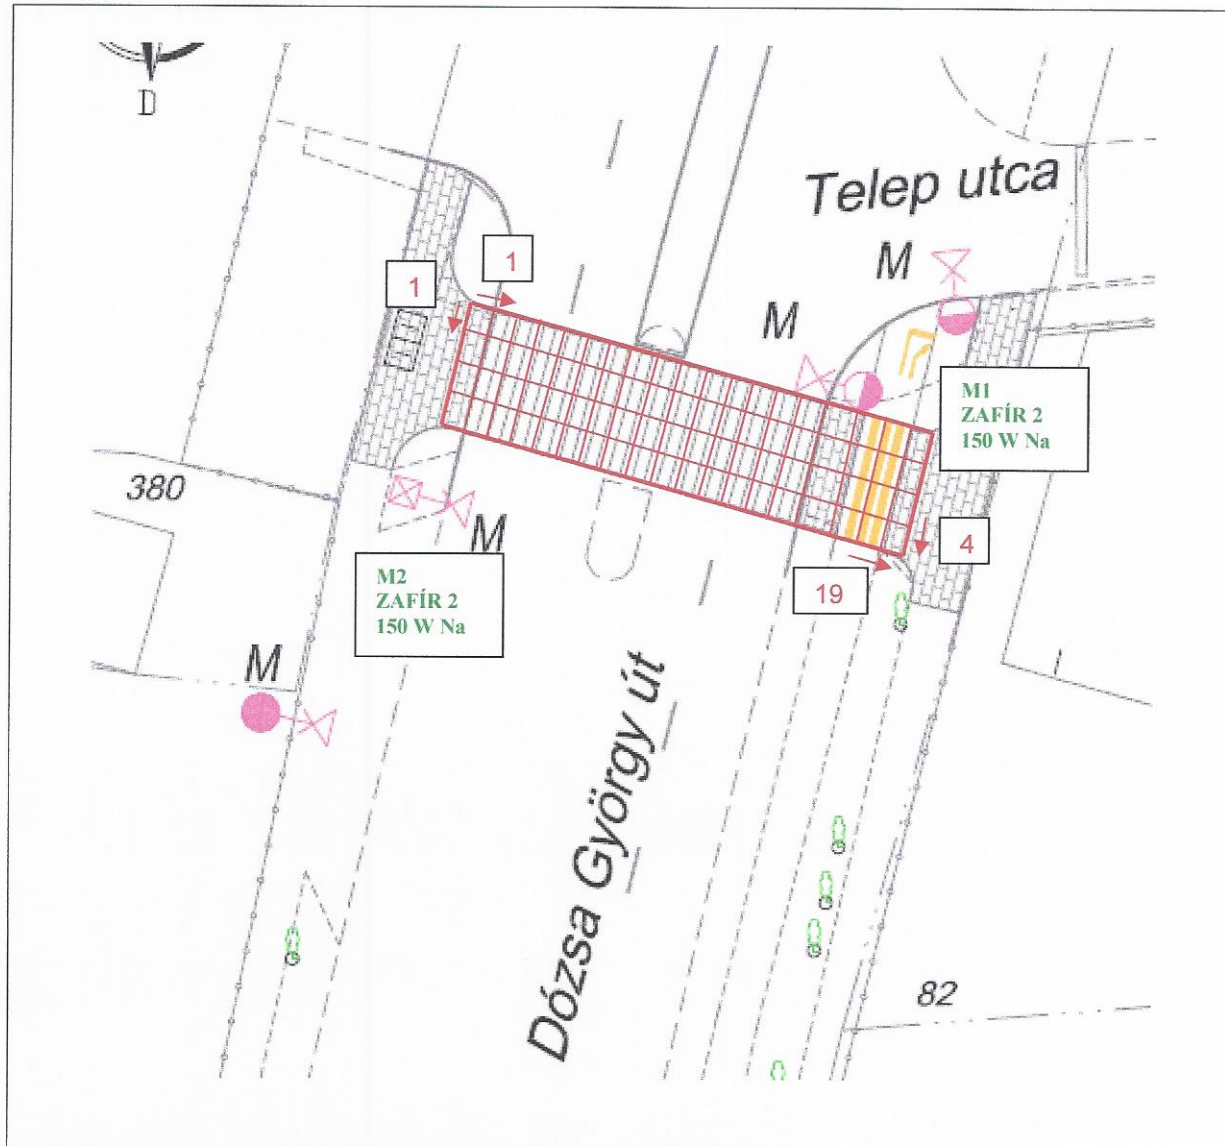 D
Telep utca
M
1
1
M
M1
ZAFÍR 2
150 W Na
380
M
4
M2
ZAFÍR 2
150 W Na
19
M
Dózsa György út
82